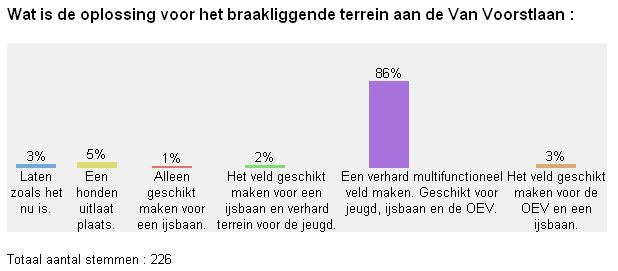 Wat is de oplossing voor het braakliggende terrein aan de Van Voorstlaan :
3%
Laten
zoals het
nu is.
5%
Een
honden
uitlaat
plaats.
1%
Alleen
geschikt
maken voor
een ijsbaan.
2%
Het veld geschikt
maken voor een
ijsbaan en verhard
terrein voor de jeugd.
86%
Een verhard multifunctioneel
veld maken. Geschikt voor
jeugd, ijsbaan en de OEV.
3%
Het veld geschikt
maken voor de
OEV en een
ijsbaan.
Totaal aantal stemmen : 226